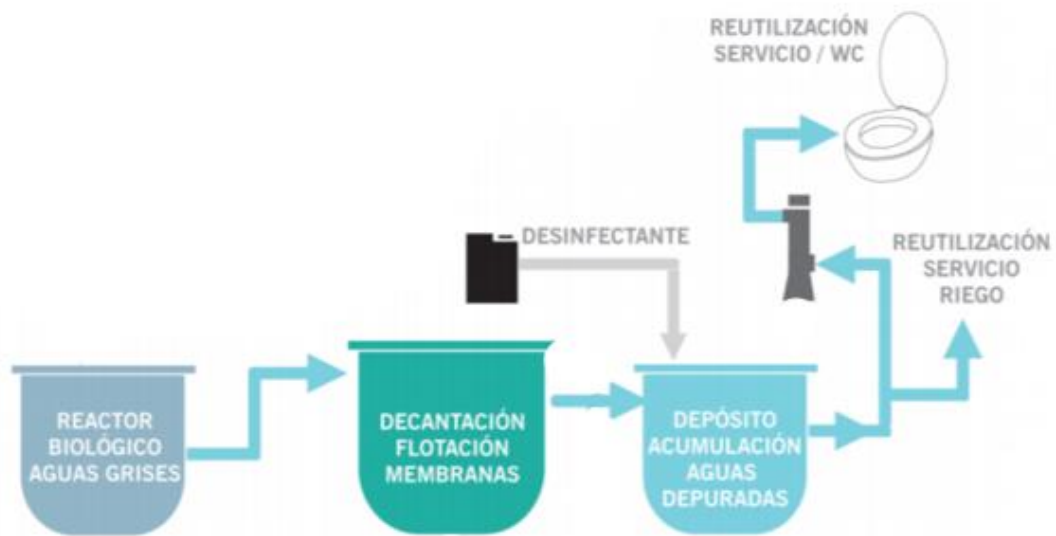 REUTILIZACIÓN
SERVICIO / WC
DESINFECTANTE
REUTILIZACIÓN
SERVICIO
RIEGO
REACTOR
BIOLÓGICO
AGUAS GRISES
DECANTACIÓN
FLOTACIÓN
MEMBRANAS
DEPÓSITO
ACUMULACIÓN
AGUAS
DEPURADAS